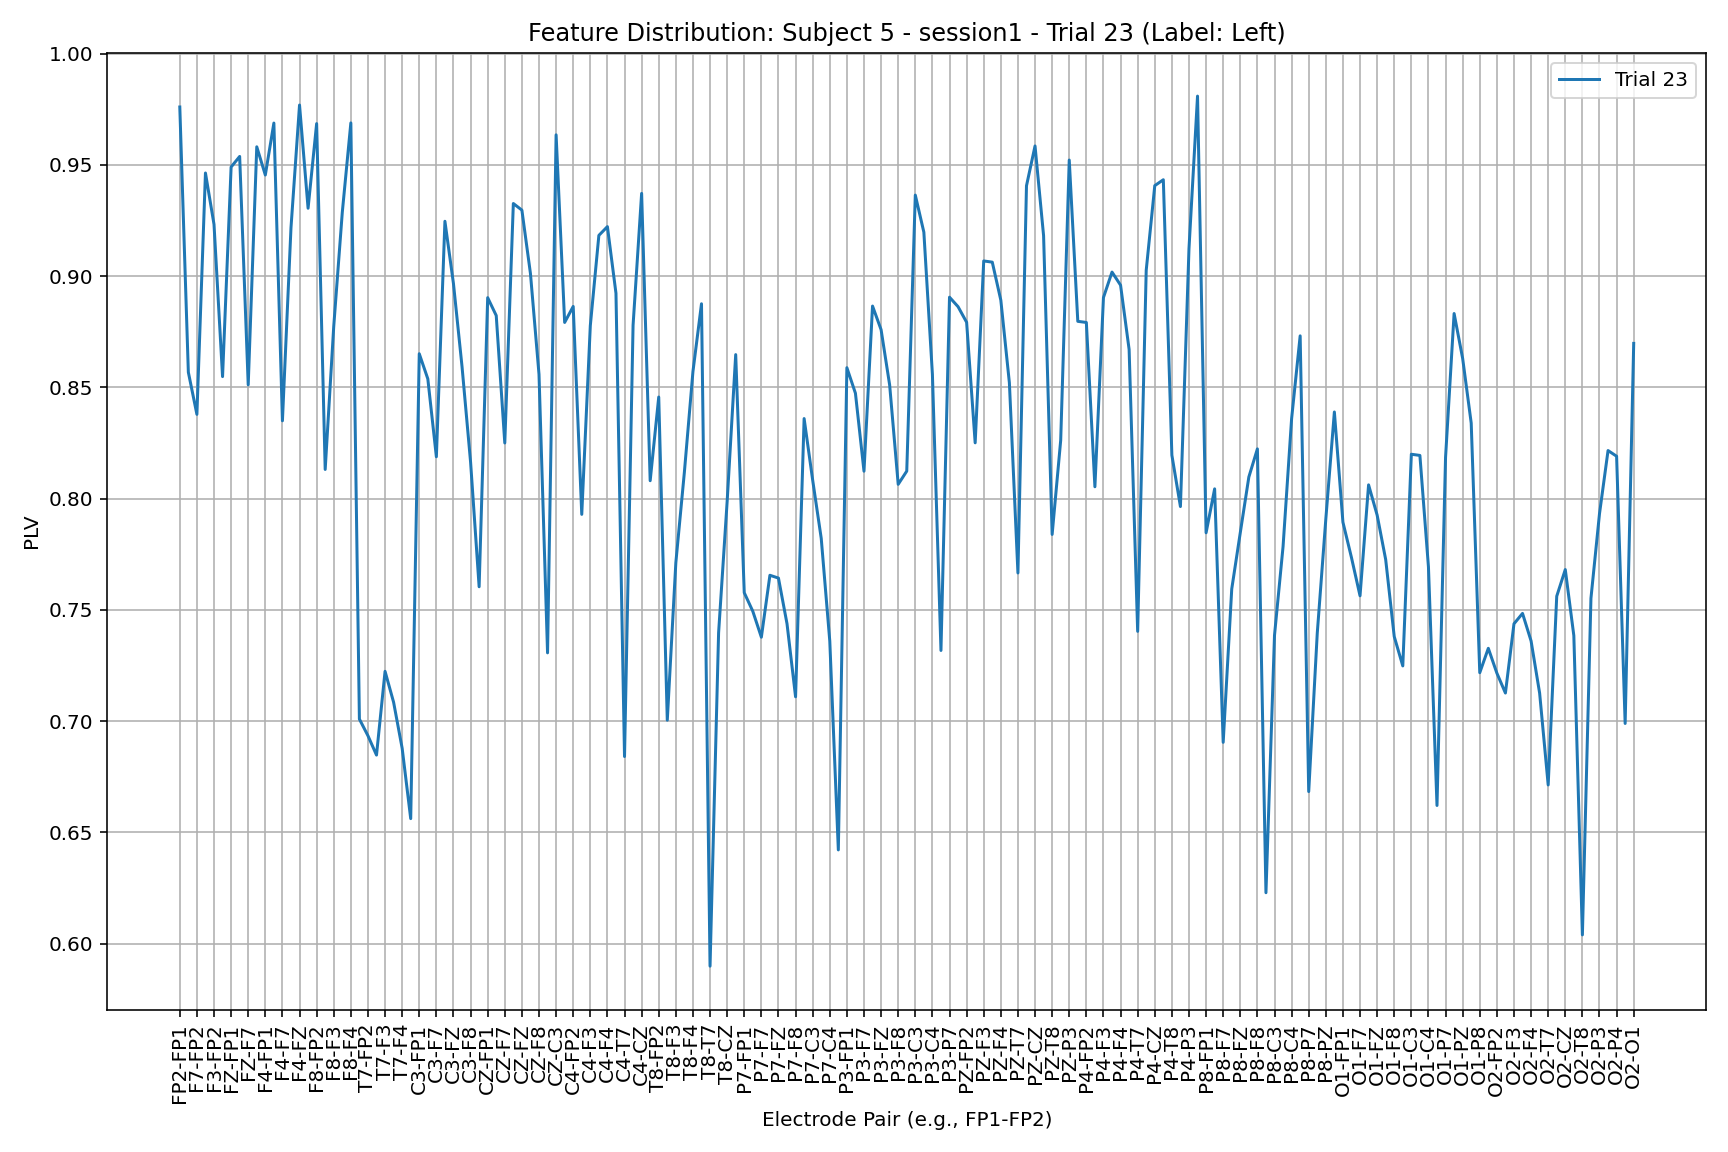 Feature Distribution: Subject 5 - session1 - Trial 23 (Label: Left)
Trial 23
1.00
0.95
0.90
0.85
0.80
0.75
0.70
0.65
0.60
PLV
FP2-FP1
F7-FP2
F3-FP2
FZ-FP1
FZ-F7
F4-FP1
F4-F7
F4-FZ
F8-FP2
F8-F3
F8-F4
T7-FP2
T7-F3
T7-F4
C3-FP1
C3-F7
C3-FZ
C3-F8
CZ-FP1
CZ-F7
CZ-FZ
CZ-F8
CZ-C3
C4-FP2
C4-F3
C4-F4
C4-T7
C4-CZ
T8-FP2
T8-F3
T8-F4
T8-T7
T8-CZ
P7-FP1
P7-F7
P7-FZ
P7-F8
P7-C3
P7-C4
P3-FP1
P3-F7
P3-FZ
P3-F8
P3-C3
P3-C4
P3-P7
PZ-FP2
PZ-F3
PZ-F4
PZ-T7
PZ-CZ
PZ-T8
PZ-P3
P4-FP2
P4-F3
P4-F4
P4-T7
P4-CZ
P4-T8
P4-P3
P8-FP1
P8-F7
P8-FZ
P8-F8
P8-C3
P8-C4
P8-P7
P8-PZ
O1-FP1
O1-F7
O1-FZ
O1-F8
O1-C3
O1-C4
O1-P7
O1-PZ
O1-P8
O2-FP2
O2-F3
O2-F4
O2-T7
O2-CZ
O2-T8
O2-P3
O2-P4
O2-O1
Electrode Pair (e.g., FP1-FP2)